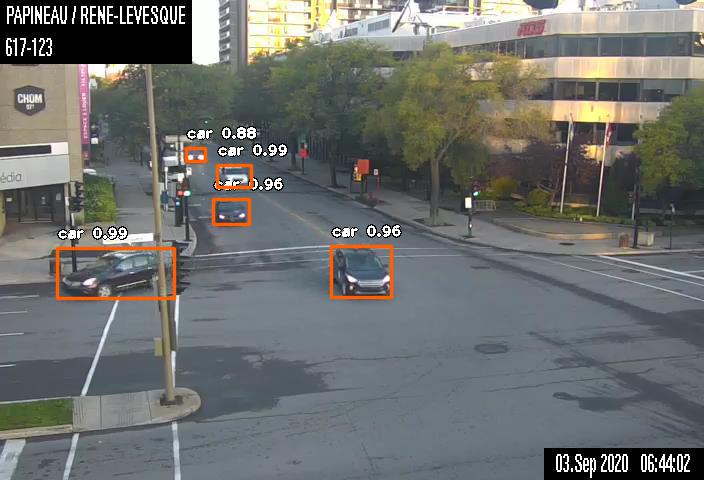 PAPINEAU / RENE-LEVESQUE
617-123
CHOM
car 0.88
car 0.99
car 0.96
car 0.99
car 0.96
édia
03.Sep 2020 06:44:02